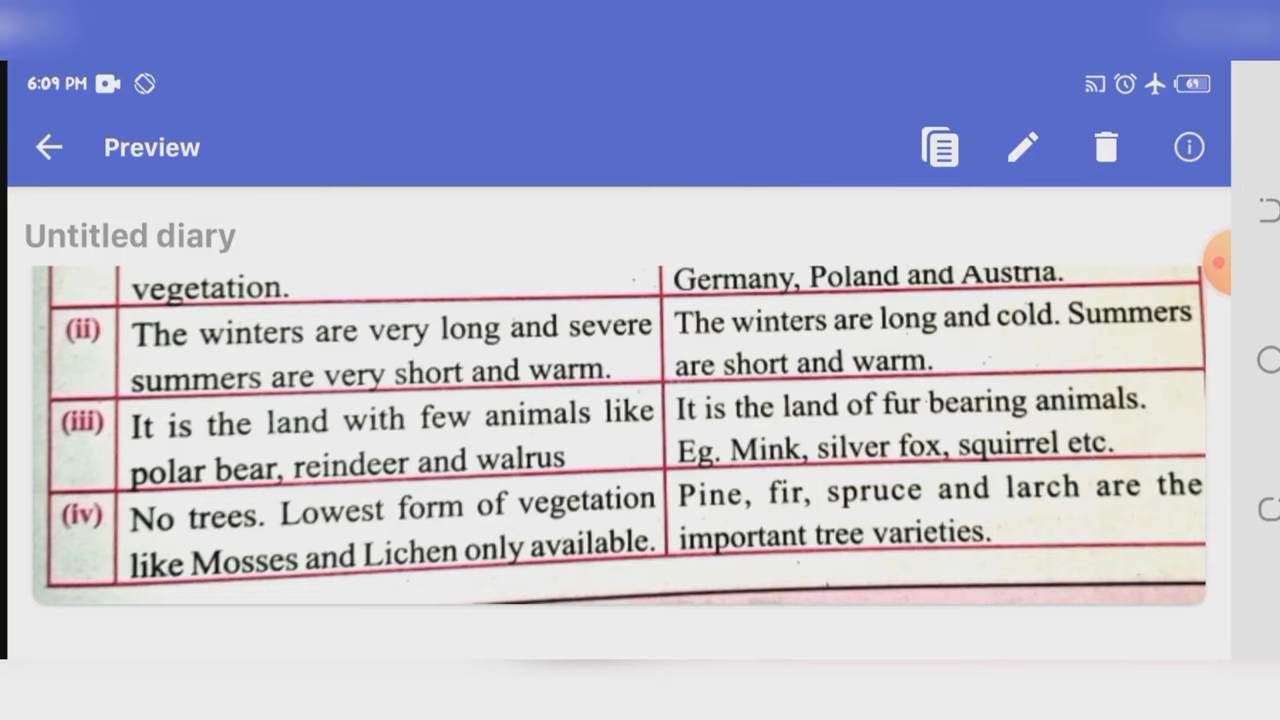 6:09 PM
69
Preview
Untitled diary
vegetation.
Germany, Poland and Austria.
(ii)
The winters are very long and severe
summers are very short and warm.
The winters are long and cold. Summers
are short and warm.
(iii)
It is the land with few animals like
polar bear, reindeer and walrus
It is the land of fur bearing animals.
Eg. Mink, silver fox, squirrel etc.
(iv)
No trees. Lowest form of vegetation
like Mosses and Lichen only available.
Pine, fir, spruce and larch are the
important tree varieties.